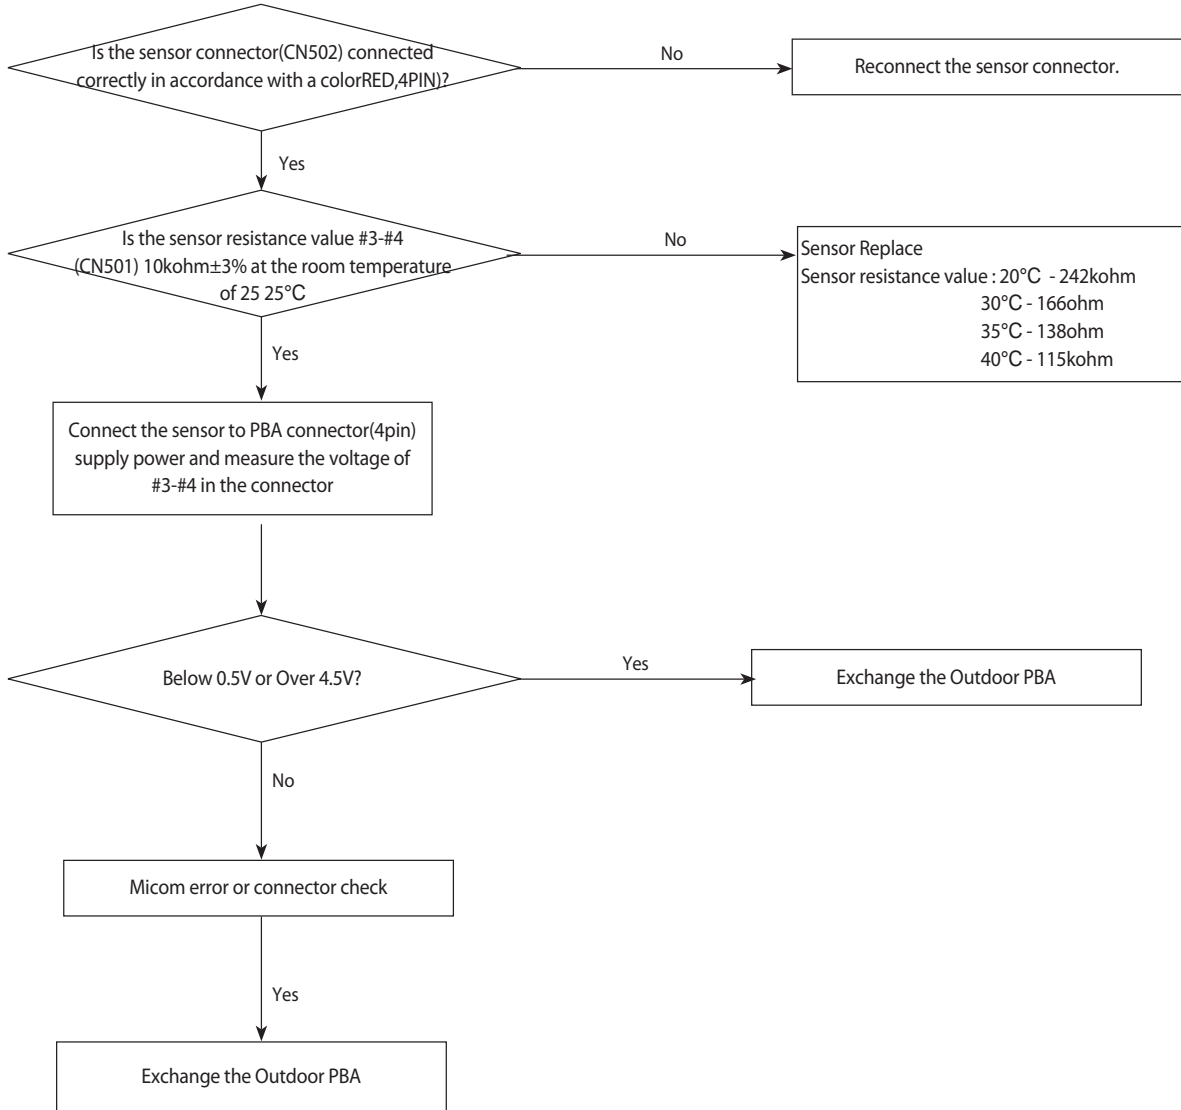 Is the sensor connector(CN502) connected
correctly in accordance with a colorRED,4PIN)?
No
Reconnect the sensor connector.
Yes
Is the sensor resistance value #3-#4
(CN501) 10kohm±3% at the room temperature
of 25 25°C
No
Sensor Replace
Sensor resistance value : 20°C - 242kohm
30°C - 166ohm
35°C - 138ohm
40°C - 115kohm
Yes
Connect the sensor to PBA connector(4pin)
supply power and measure the voltage of
#3-#4 in the connector
Below 0.5V or Over 4.5V?
Yes
Exchange the Outdoor PBA
No
Micom error or connector check
Yes
Exchange the Outdoor PBA